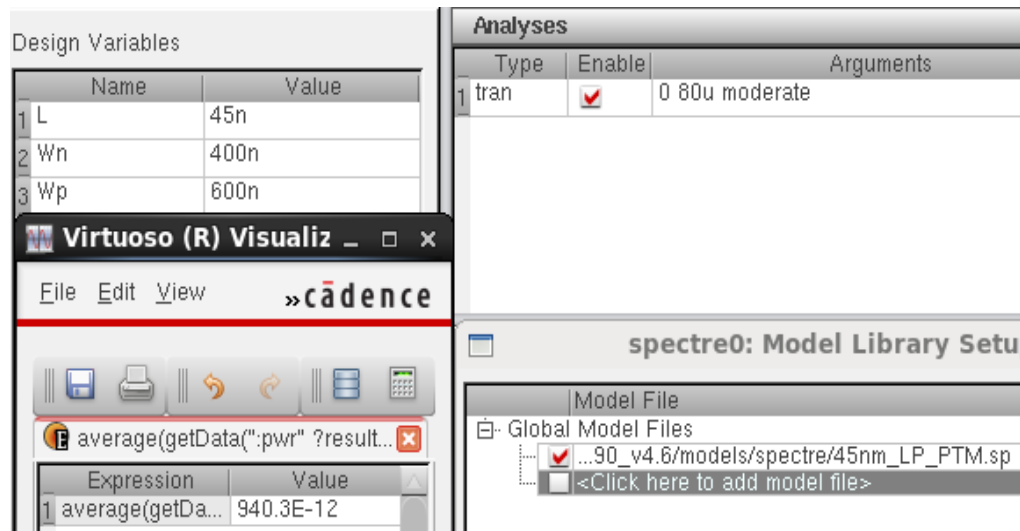 Design Variables
Name Value
1 L 45n
2 Wn 400n
3 Wp 600n
Analyses
Type Enable Arguments
1 tran 0 80u moderate
Virtuoso (R) Visualiz
File Edit View
»cādence
average(getData(":pwr" ?result...
Expression Value
1 average(getDa... 940.3E-12
spectre0: Model Library Setu
Model File
Global Model Files
...90_v4.6/models/spectre/45nm_LP_PTM.sp
<Click here to add model file>